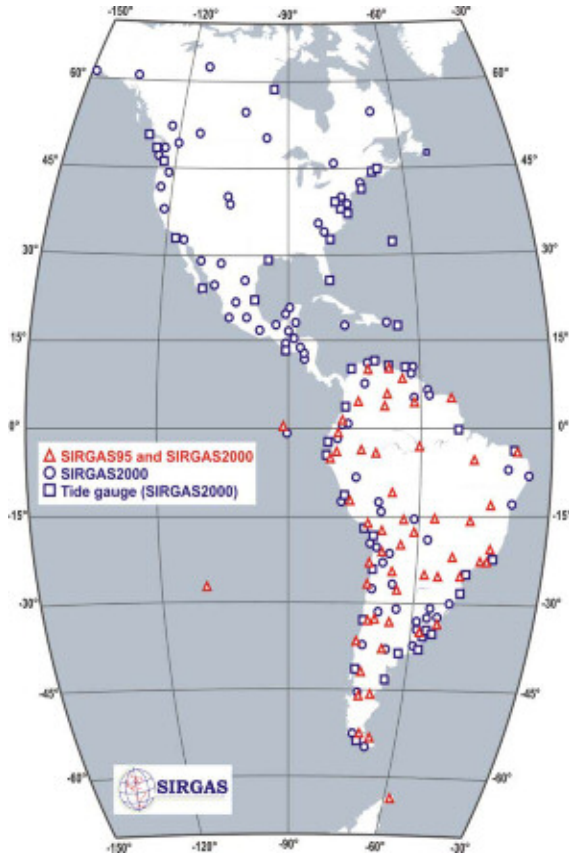 -150° -120° -90° -60° -30°
60° 60°
45° 45°
30° 30°
15° 15°
0° 0°
SIRGAS95 and SIRGAS2000
SIRGAS2000
Tide gauge (SIRGAS2000)
-15° -15°
-30° -30°
-45° -45°
SIRGAS
-60° -60°
-150° -120° -90° -60° -30°